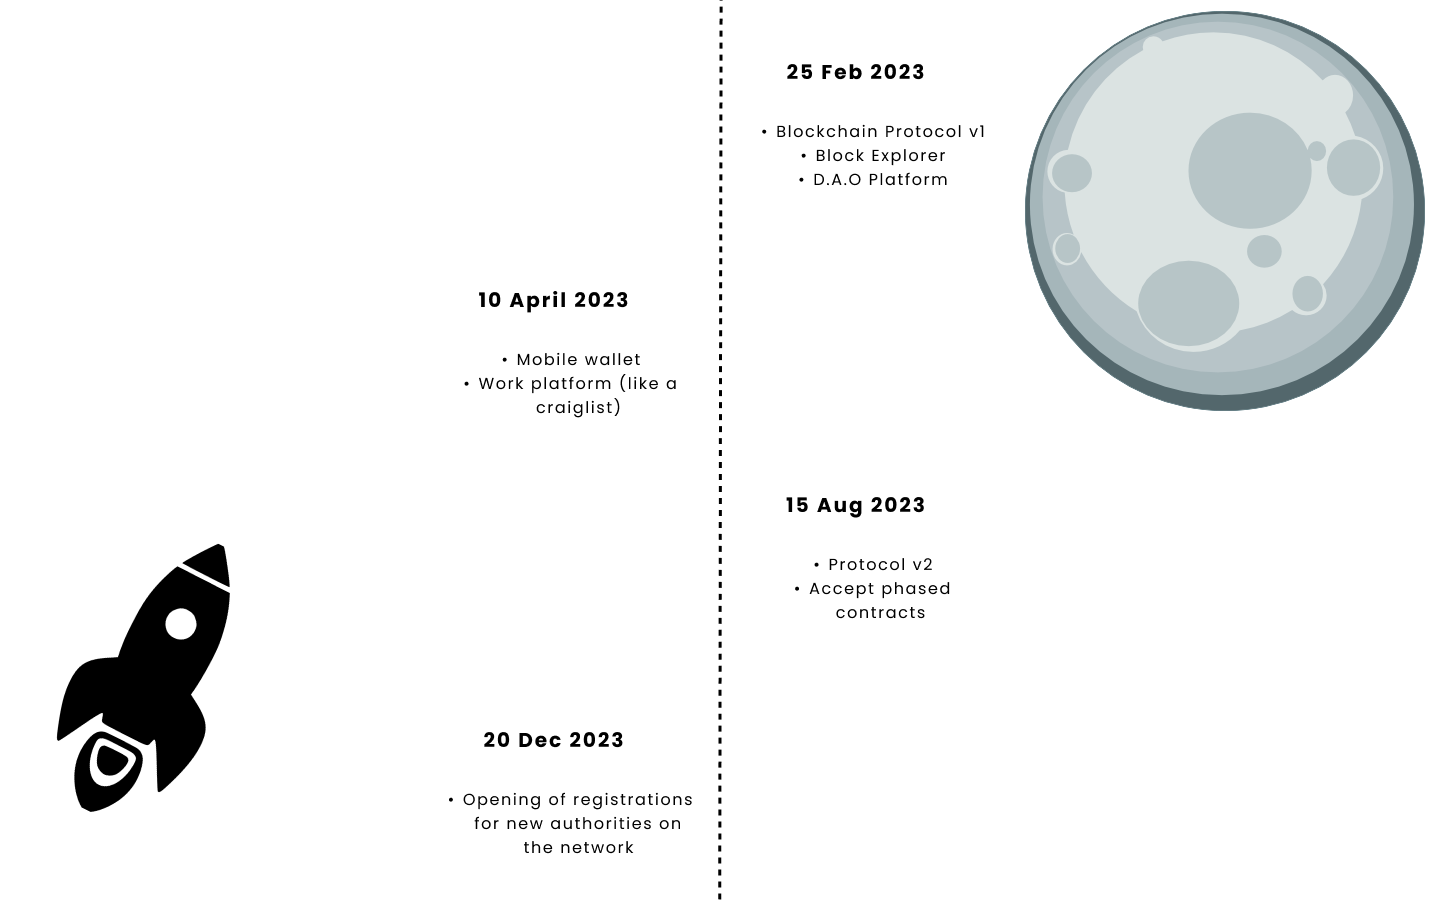 25 Feb 2023
• Blockchain Protocol v1
• Block Explorer
• D.A.O Platform
10 April 2023
• Mobile wallet
• Work platform (like a
craiglist)
15 Aug 2023
• Protocol v2
• Accept phased
contracts
20 Dec 2023
• Opening of registrations
for new authorities on
the network